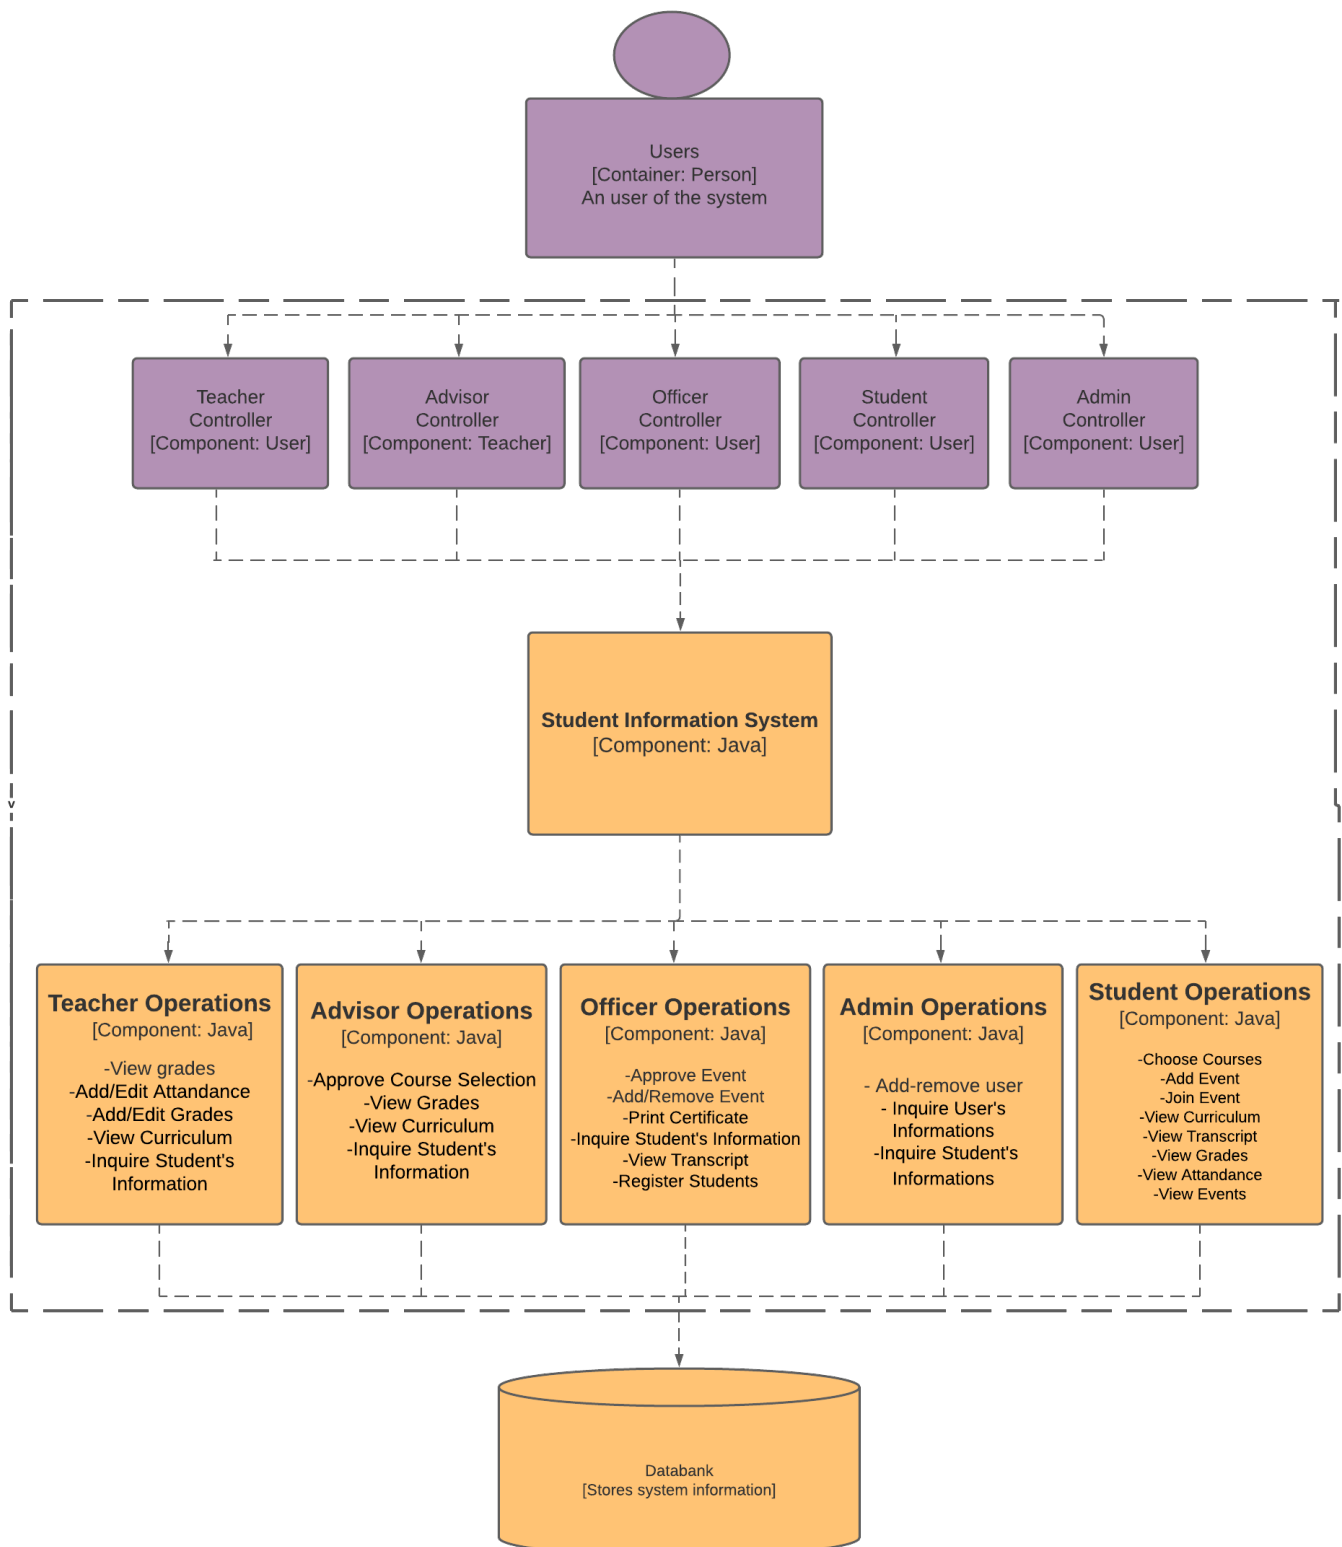 Users
[Container: Person]
An user of the system
Teacher
Controller
[Component: User]
Advisor
Controller
[Component: Teacher]
Officer
Controller
[Component: User]
Student
Controller
[Component: User]
Admin
Controller
[Component: User]
Student Information System
[Component: Java]
v
Teacher Operations
[Component: Java]
-View grades
-Add/Edit Attandance
-Add/Edit Grades
-View Curriculum
-Inquire Student's
Information
Advisor Operations
[Component: Java]
-Approve Course Selection
-View Grades
-View Curriculum
-Inquire Student's
Information
Officer Operations
[Component: Java]
-Approve Event
-Add/Remove Event
-Print Certificate
-Inquire Student's Information
-View Transcript
-Register Students
Admin Operations
[Component: Java]
- Add-remove user
- Inquire User's
Informations
-Inquire Student's
Informations
Student Operations
[Component: Java]
-Choose Courses
-Add Event
-Join Event
-View Curriculum
-View Transcript
-View Grades
-View Attandance
-View Events
Databank
[Stores system information]